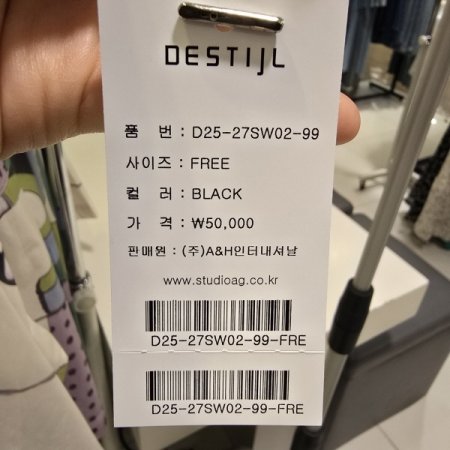 DESTIJL
품 번 : D25-27SW02-99
사이즈 : FREE
컬 러 : BLACK
가 격 : ₩50,000
판매원 : (주)A&H인터내셔날
www.studioag.co.kr
D25-27SW02-99-FRE
D25-27SW02-99-FRE